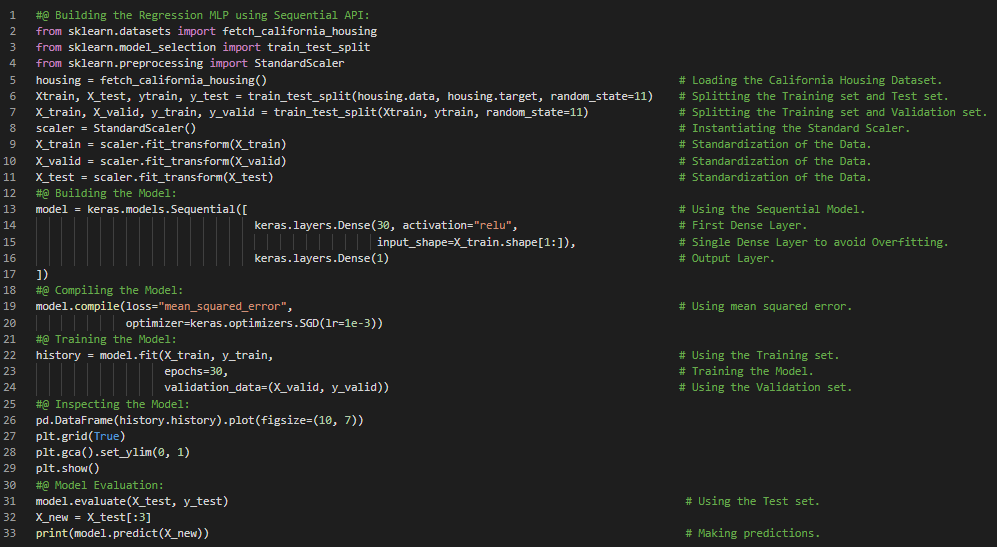 1 #@ Building the Regression MLP using Sequential API:
2 from sklearn.datasets import fetch_california_housing
3 from sklearn.model_selection import train_test_split
4 from sklearn.preprocessing import StandardScaler
5 housing = fetch_california_housing() # Loading the California Housing Dataset.
6 Xtrain, X_test, ytrain, y_test = train_test_split(housing.data, housing.target, random_state=11) # Splitting the Training set and Test set.
7 X_train, X_valid, y_train, y_valid = train_test_split(Xtrain, ytrain, random_state=11) # Splitting the Training set and Validation set.
8 scaler = StandardScaler() # Instantiating the Standard Scaler.
9 X_train = scaler.fit_transform(X_train) # Standardization of the Data.
10 X_valid = scaler.fit_transform(X_valid) # Standardization of the Data.
11 X_test = scaler.fit_transform(X_test) # Standardization of the Data.
12 #@ Building the Model:
13 model = keras.models.Sequential([ # Using the Sequential Model.
14 keras.layers.Dense(30, activation="relu", # First Dense Layer.
15 input_shape=X_train.shape[1:]), # Single Dense Layer to avoid Overfitting.
16 keras.layers.Dense(1) # Output Layer.
17 ])
18 #@ Compiling the Model:
19 model.compile(loss="mean_squared_error", # Using mean squared error.
20 optimizer=keras.optimizers.SGD(lr=1e-3))
21 #@ Training the Model:
22 history = model.fit(X_train, y_train, # Using the Training set.
23 epochs=30, # Training the Model.
24 validation_data=(X_valid, y_valid)) # Using the Validation set.
25 #@ Inspecting the Model:
26 pd.DataFrame(history.history).plot(figsize=(10, 7))
27 plt.grid(True)
28 plt.gca().set_ylim(0, 1)
29 plt.show()
30 #@ Model Evaluation:
31 model.evaluate(X_test, y_test) # Using the Test set.
32 X_new = X_test[:3]
33 print(model.predict(X_new)) # Making predictions.